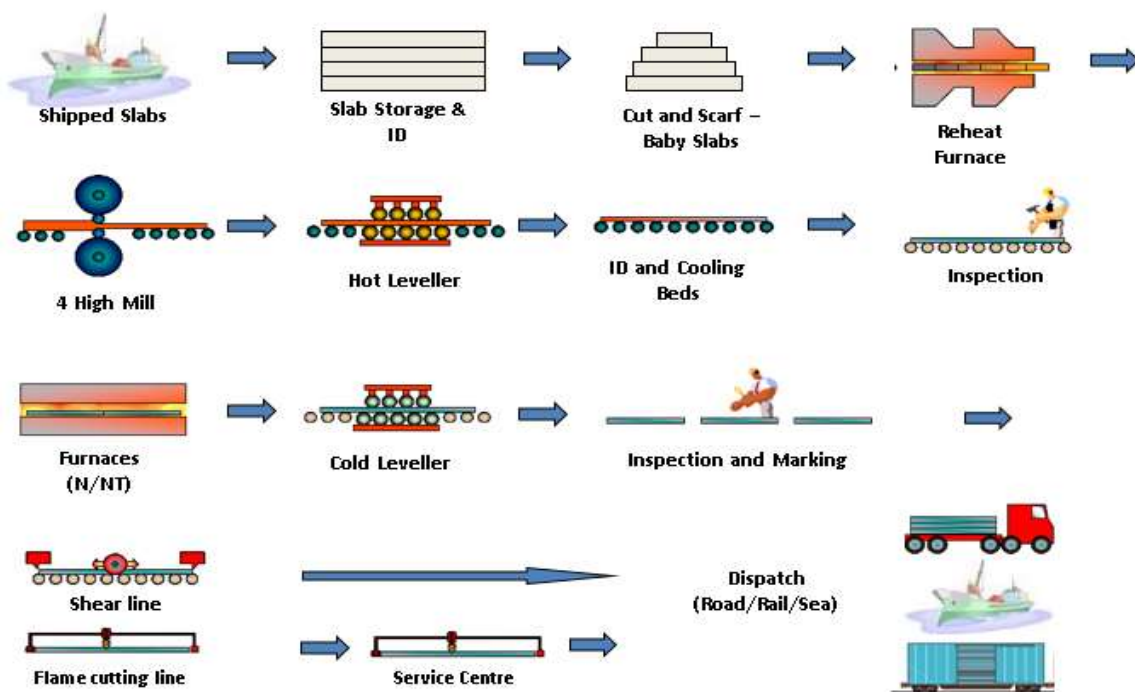 Shipped Slabs
Slab Storage &
ID
Cut and Scarf –
Baby Slabs
Reheat
Furnace
4 High Mill
Hot Leveller
ID and Cooling
Beds
Inspection
Furnaces
(N/NT)
Cold Leveller
Inspection and Marking
Shear line
Dispatch
(Road/Rail/Sea)
Flame cutting line
Service Centre